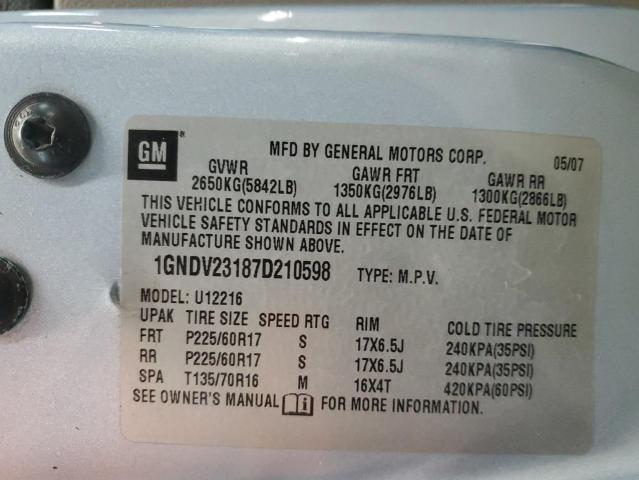 GM ® MFD BY GENERAL MOTORS CORP. 05/07
GVWR GAWR FRT GAWR RR
2650KG(5842LB) 1350KG(2976LB) 1300KG(2866LB)
THIS VEHICLE CONFORMS TO ALL APPLICABLE U.S. FEDERAL MOTOR
VEHICLE SAFETY STANDARDS IN EFFECT ON THE DATE OF
MANUFACTURE SHOWN ABOVE.
1GNDV23187D210598 TYPE: M.P.V.
MODEL: U12216
UPAK TIRE SIZE SPEED RTG RIM COLD TIRE PRESSURE
FRT P225/60R17 S 17X6.5J 240KPA(35PSI)
RR P225/60R17 S 17X6.5J 240KPA(35PSI)
SPA T135/70R16 M 16X4T 420KPA(60PSI)
SEE OWNER'S MANUAL FOR MORE INFORMATION.